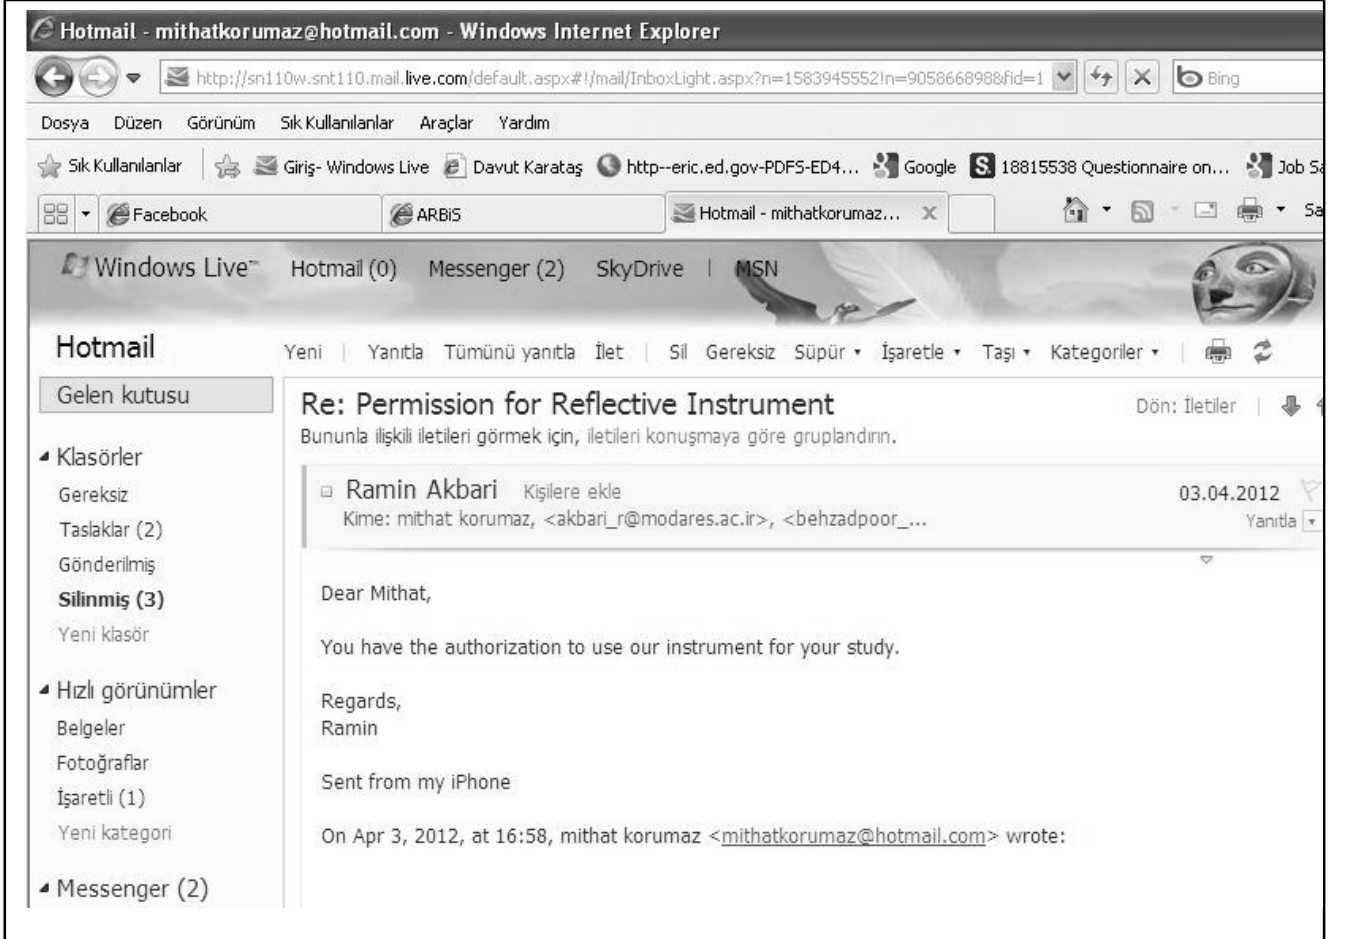 Hotmail - mithatkorumaz@hotmail.com - Windows Internet Explorer
http://sn110w.snt110.mail.live.com/default.aspx#!/mail/InboxLight.aspx?n=1583945552!n=905866898&fid=1 Bing
Dosya Düzen Görünüm Sık Kullanılanlar Araçlar Yardım
Sık Kullanılanlar Giriş- Windows Live Davut Karataş http--eric.ed.gov-PDFS-ED4... Google S 18815538 Questionnaire on... Job Sa
Facebook ARBiS Hotmail - mithatkorumaz... Sa
Windows Live™ Hotmail (0) Messenger (2) SkyDrive | MSN
Hotmail
Yeni | Yanıtla Tümünü yanıtla İlet | Sil Gereksiz Süpür İşaretle Taşı Kategoriler |
Gelen kutusu
Re: Permission for Reflective Instrument Dön: İletiler |
Bununla ilişkili iletileri görmek için, iletileri konuşmaya göre gruplandırın.
Klasörler
Gereksiz
Taslaklar (2)
Gönderilmiş
Silinmiş (3)
Yeni klasör
Hızlı görünümler
Belgeler
Fotoğraflar
İşaretli (1)
Yeni kategori
Messenger (2)
Ramin Akbari Kişilere ekle 03.04.2012
Kime: mithat korumaz, <akbari_r@modares.ac.ir>, <behzadpoor_... Yanıtla
Dear Mithat,
You have the authorization to use our instrument for your study.
Regards,
Ramin
Sent from my iPhone
On Apr 3, 2012, at 16:58, mithat korumaz <mithatkorumaz@hotmail.com> wrote: